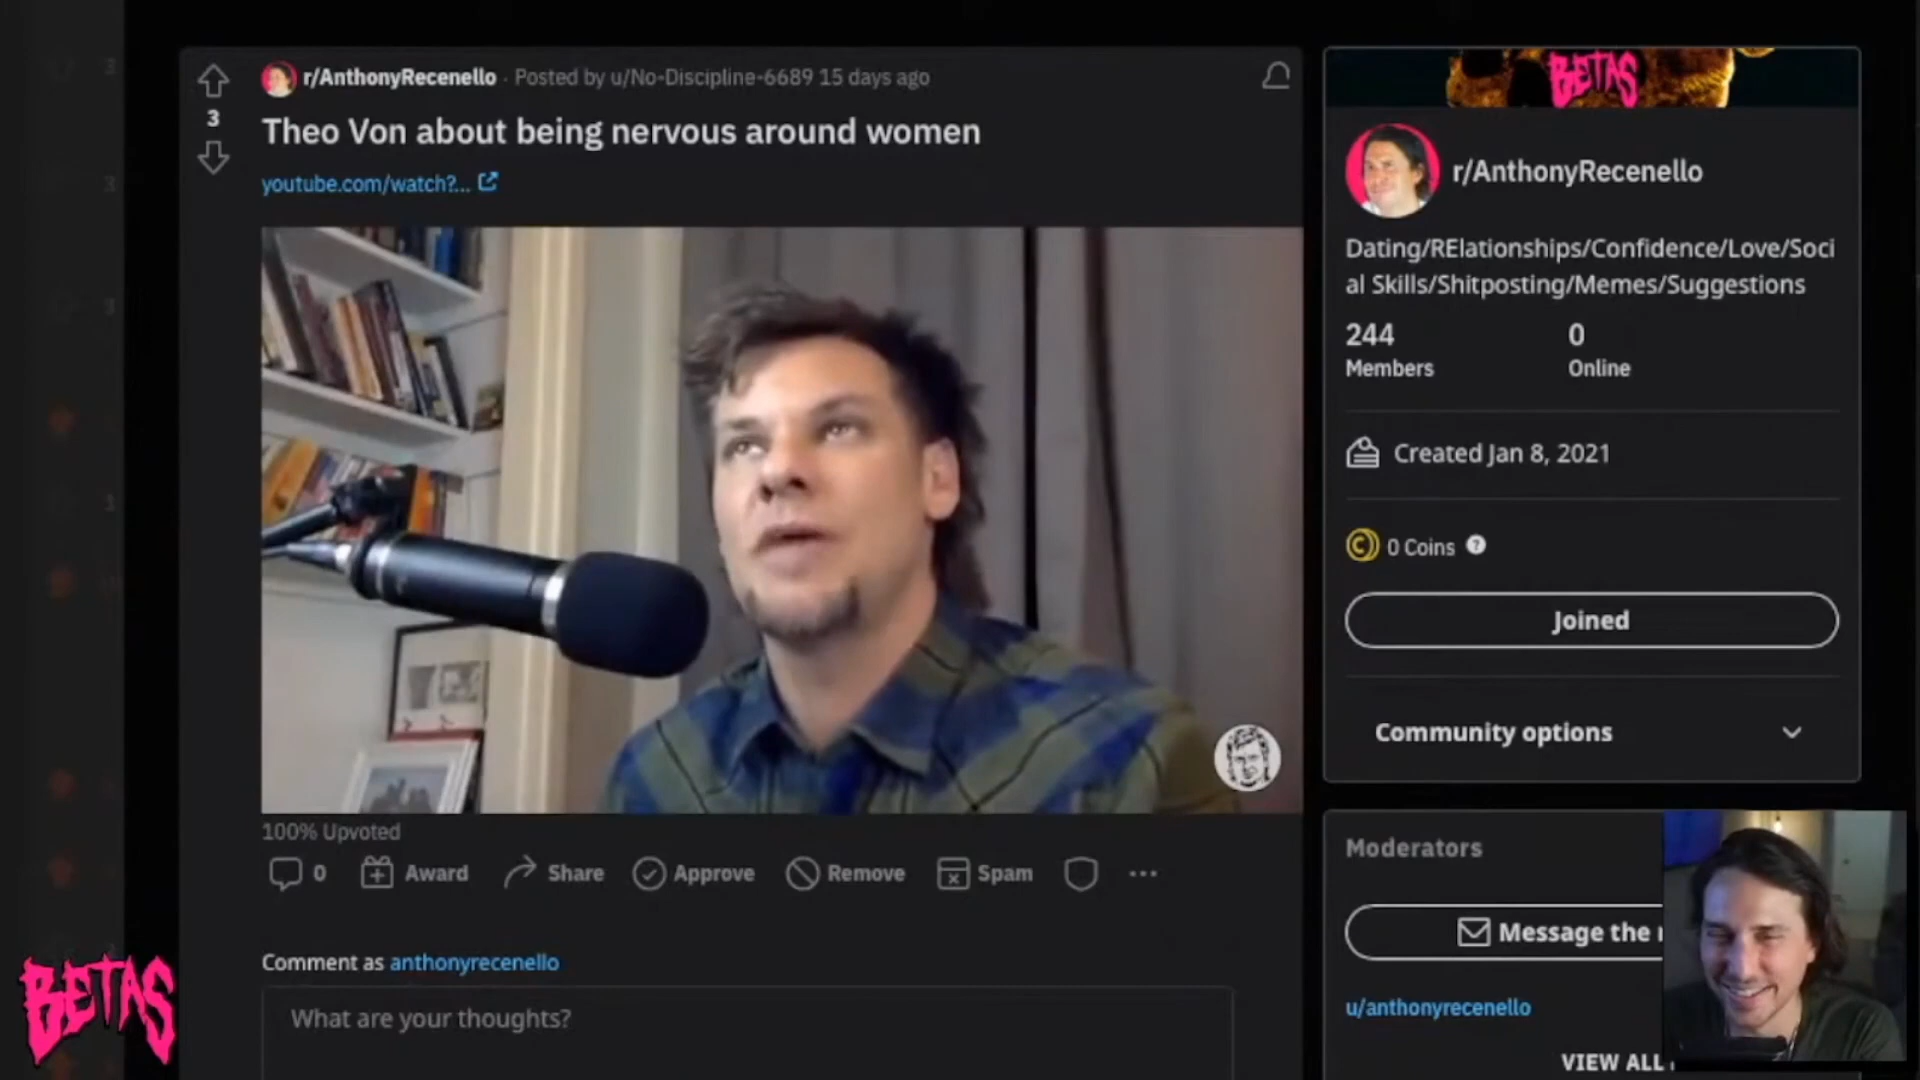 r/AnthonyRecenello · Posted by u/No-Discipline-6689 15 days ago
3
Theo Von about being nervous around women
youtube.com/watch?...
100% Upvoted
0 Award Share Approve Remove Spam
Comment as anthonyrecenello
What are your thoughts?
BETAS
BETAS
r/AnthonyRecenello
Dating/RElationships/Confidence/Love/Soci
al Skills/Shitposting/Memes/Suggestions
244 0
Members Online
Created Jan 8, 2021
0 Coins ?
Joined
Community options
Moderators
Message the
u/anthonyrecenello
VIEW ALL